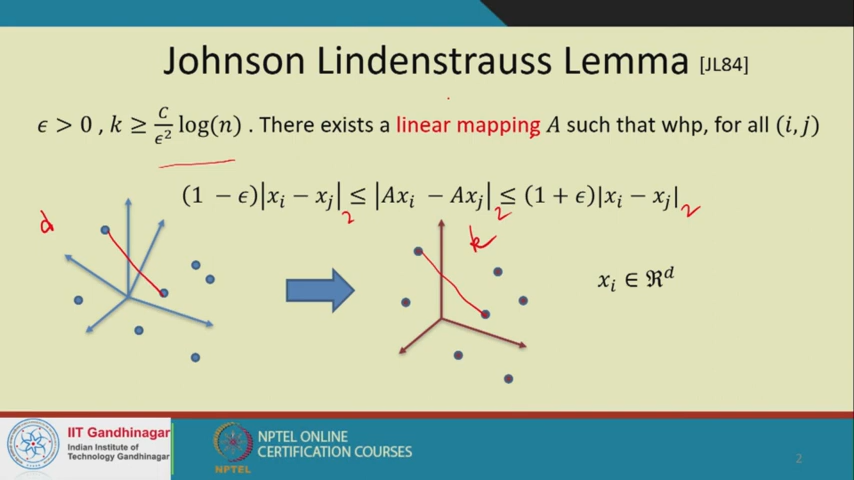 Johnson Lindenstrauss Lemma [JL84]
ϵ > 0 , k ≥ C/ϵ² log(n) . There exists a linear mapping A such that whp, for all (i, j)
(1 − ϵ)|xᵢ − xⱼ|₂ ≤ |Axᵢ − Axⱼ|₂ ≤ (1 + ϵ)|xᵢ − xⱼ|₂
d
k
xᵢ ∈ ℜᵈ
IIT Gandhinagar
Indian Institute of
Technology Gandhinagar
NPTEL
NPTEL ONLINE
CERTIFICATION COURSES
2